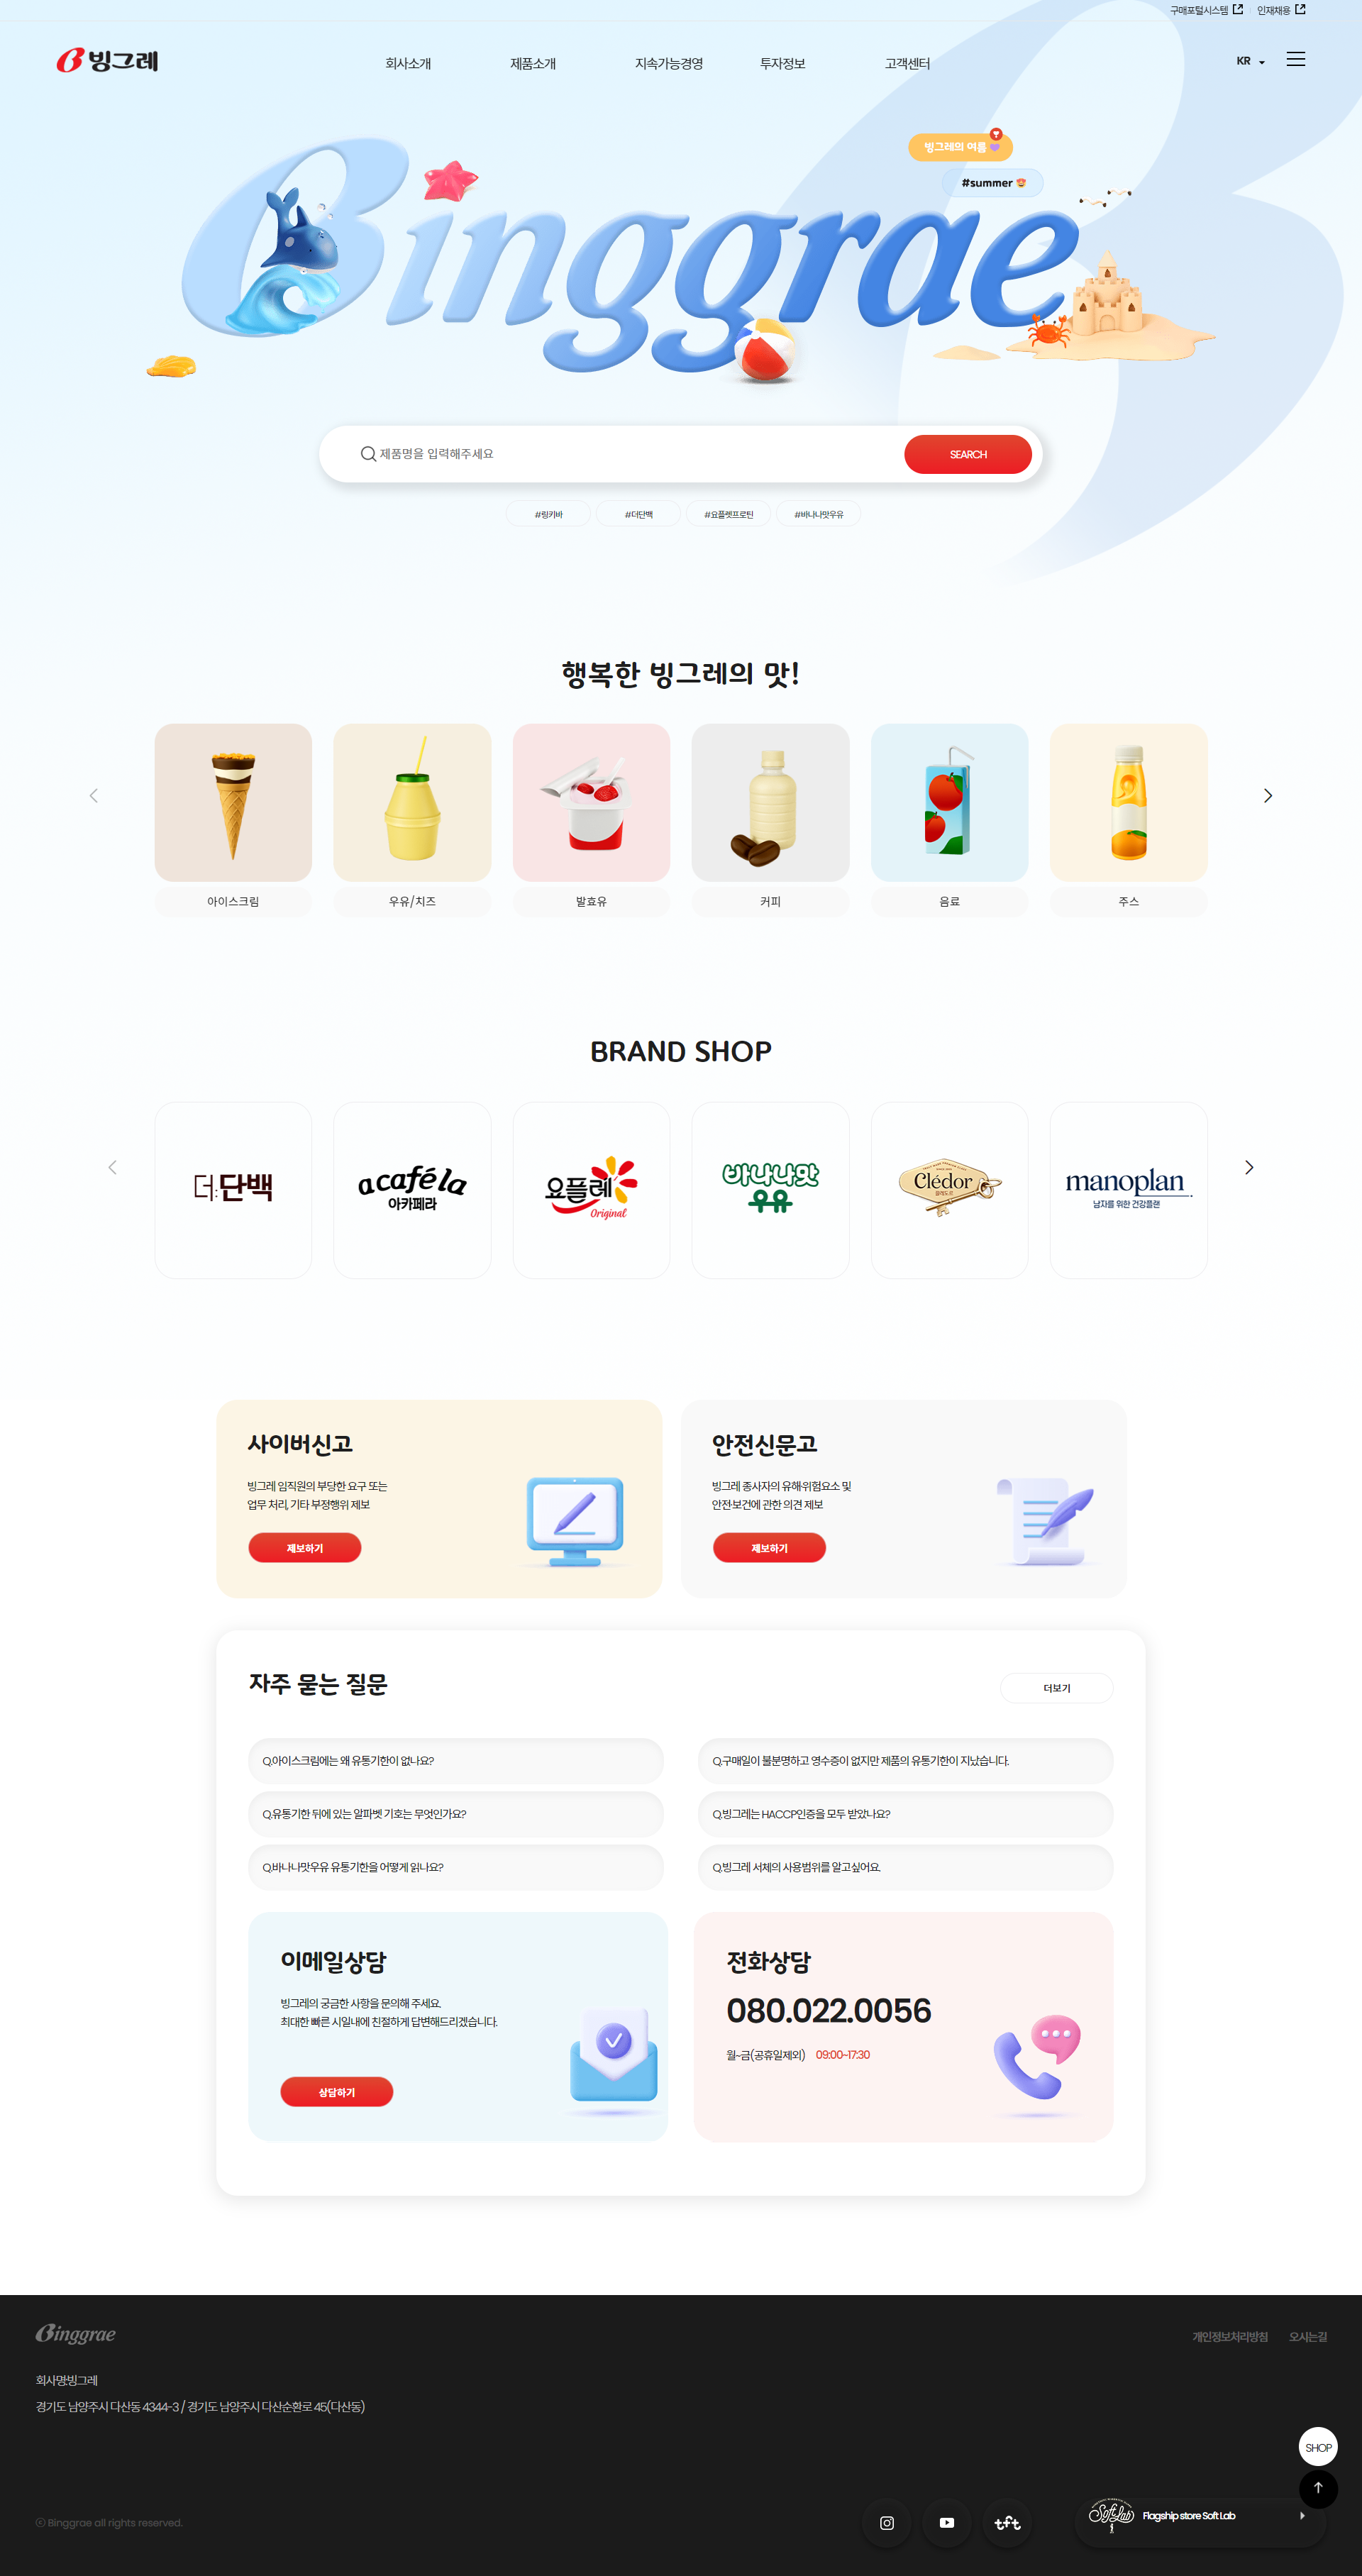 구매포털시스템
인재채용
빙그레
회사소개
제품소개
지속가능경영
투자정보
고객센터
KR
빙그레의 여름
#summer
Binggrae
제품명을 입력해주세요
SEARCH
#링키바
#더단백
#요플렛프로틴
#바나나맛우유
행복한 빙그레의 맛!
아이스크림
우유/치즈
발효유
커피
음료
주스
BRAND SHOP
더:단백
acaféla
아카페라
요플레
Original
바나나맛
우유
Clédor
끌레도르
manoplan
남자를 위한 건강플랜
사이버신고
빙그레 임직원의 부당한 요구 또는
업무 처리, 기타 부정행위 제보
제보하기
안전신문고
빙그레 종사자의 유해·위험요소 및
안전·보건에 관한 의견 제보
제보하기
자주 묻는 질문
더보기
Q.아이스크림에는 왜 유통기한이 없나요?
Q.구매일이 불분명하고 영수증이 없지만 제품의 유통기한이 지났습니다.
Q.유통기한 뒤에 있는 알파벳 기호는 무엇인가요?
Q.빙그레는 HACCP인증을 모두 받았나요?
Q.바나나맛우유 유통기한을 어떻게 읽나요?
Q.빙그레 서체의 사용범위를 알고싶어요.
이메일상담
빙그레의 궁금한 사항을 문의해 주세요.
최대한 빠른 시일내에 친절하게 답변해드리겠습니다.
상담하기
전화상담
080.022.0056
월~금(공휴일제외) 09:00~17:30
Binggrae
개인정보처리방침
오시는길
회사명:빙그레
경기도 남양주시 다산동 4344-3 / 경기도 남양주시 다산순환로 45(다산동)
SHOP
ⓒ Binggrae all rights reserved.
tft
Soft Lab
Flagship store Soft Lab